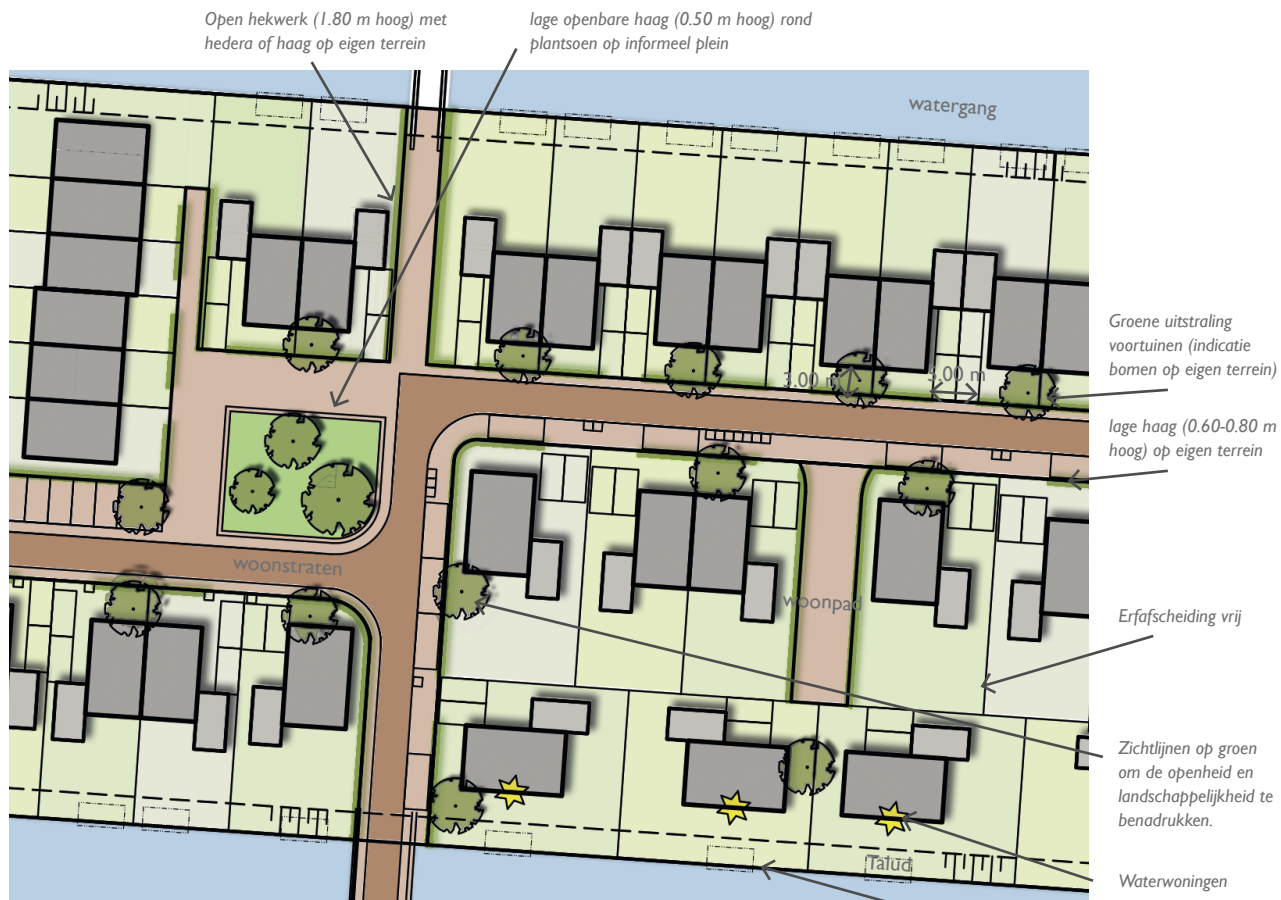 Open hekwerk (1.80 m hoog) met
hedera of haag op eigen terrein
lage openbare haag (0.50 m hoog) rond
plantsoen op informeel plein
watergang
Groene uitstraling
voortuinen (indicatie
bomen op eigen terrein)
3.00 m
5.00 m
lage haag (0.60-0.80 m
hoog) op eigen terrein
woonstraten
woonpad
Erfafscheiding vrij
Zichtlijnen op groen
om de openheid en
landschappelijkheid te
benadrukken.
Talud
Waterwoningen